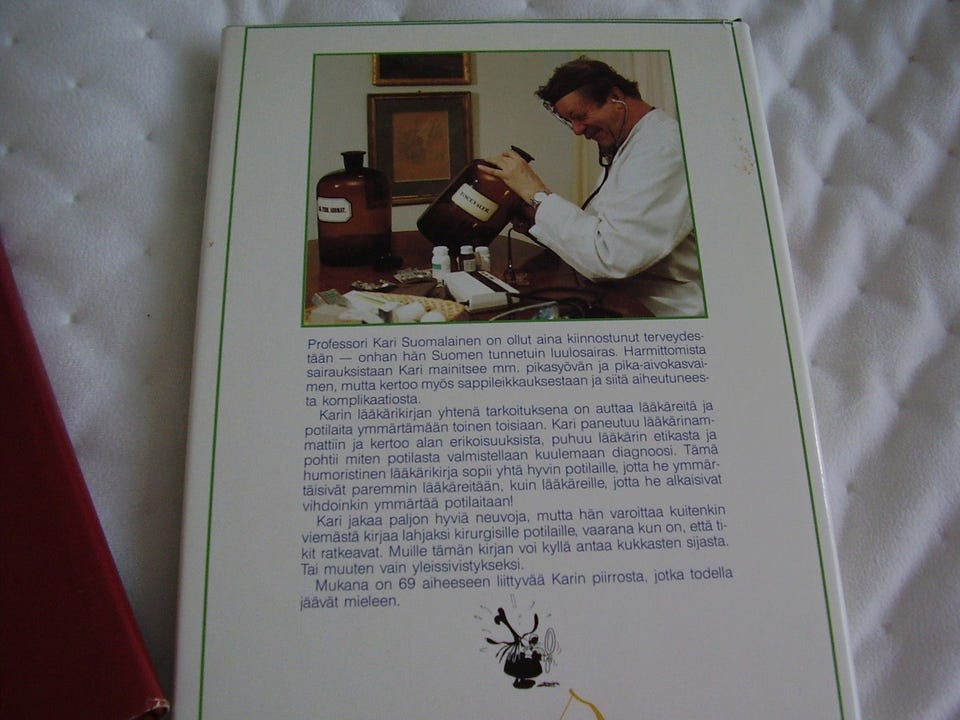 TINCT. VALER.
Professori Kari Suomalainen on ollut aina kiinnostunut terveydes-
tään — onhan hän Suomen tunnetuin luulosairas. Harmittomista
sairauksistaan Kari mainitsee mm. pikasyövän ja pika-aivokasvai-
men, mutta kertoo myös sappileikkauksestaan ja siitä aiheutunees-
ta komplikaatiosta.
Karin lääkärikirjan yhtenä tarkoituksena on auttaa lääkäreitä ja
potilaita ymmärtämään toinen toisiaan. Kari paneutuu lääkärinam-
mattiin ja kertoo alan erikoisuuksista, puhuu lääkärin etikasta ja
pohtii miten potilasta valmistellaan kuulemaan diagnoosi. Tämä
humoristinen lääkärikirja sopii yhtä hyvin potilaille, jotta he ymmär-
täisivät paremmin lääkäreitään, kuin lääkäreille, jotta he alkaisivat
vihdoinkin ymmärtää potilaitaan!
Kari jakaa paljon hyviä neuvoja, mutta hän varoittaa kuitenkin
viemästä kirjaa lahjaksi kirurgisille potilaille, vaarana kun on, että ti-
kit ratkeavat. Muille tämän kirjan voi kyllä antaa kukkasten sijasta.
Tai muuten vain yleissivistykseksi.
Mukana on 69 aiheeseen liittyvää Karin piirrosta, jotka todella
jäävät mieleen.